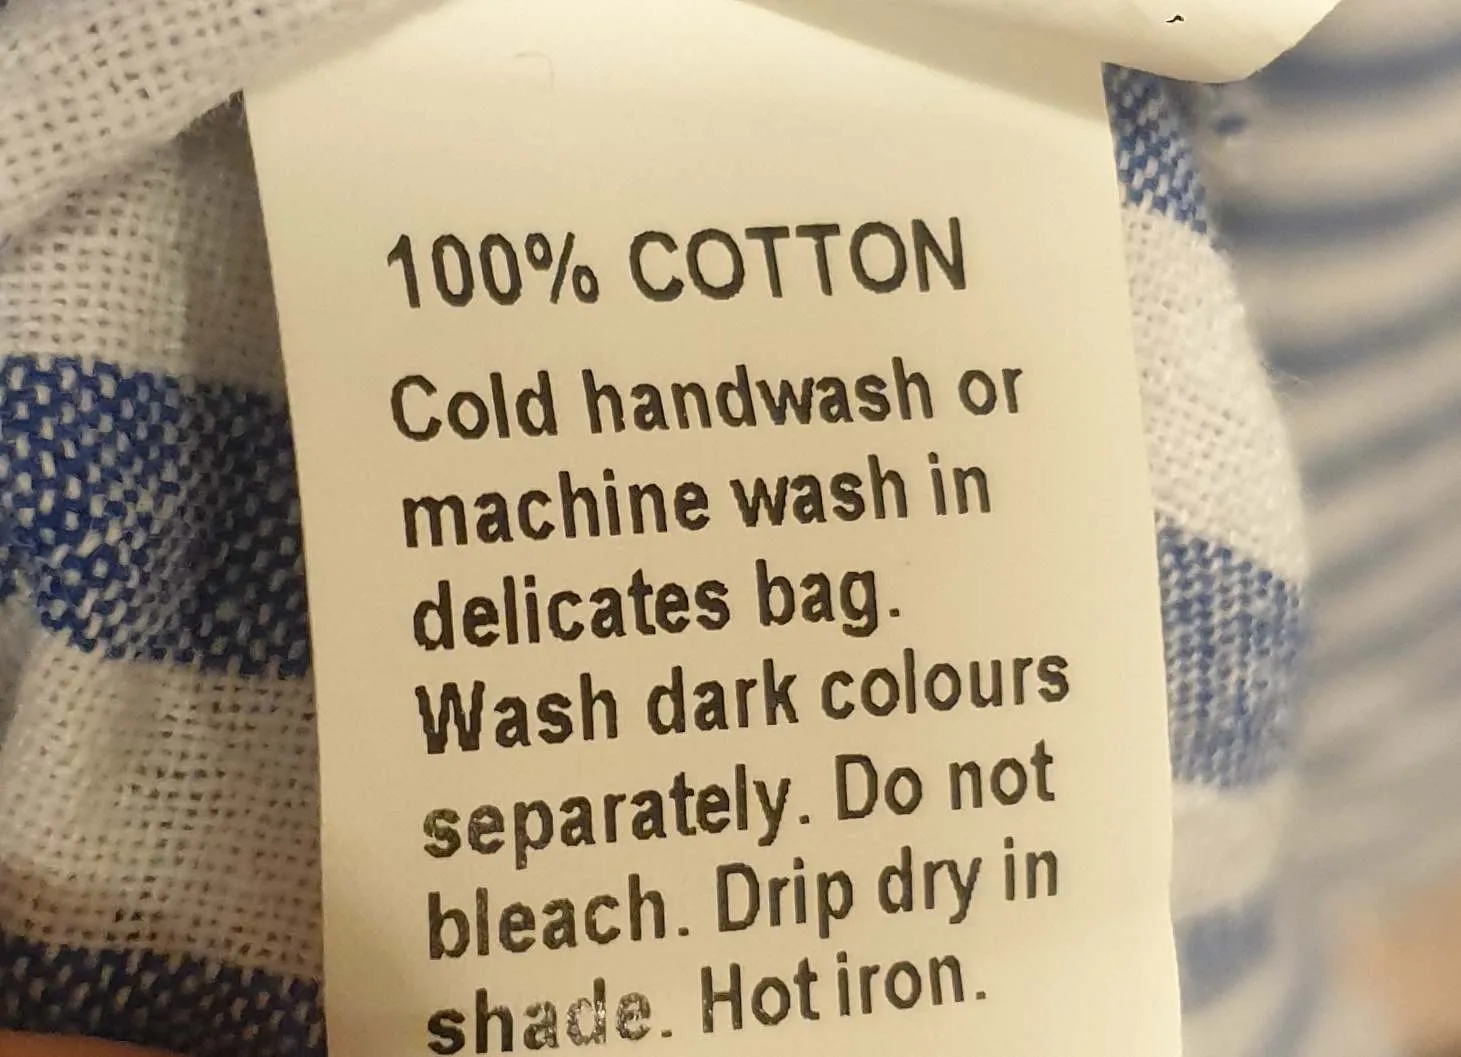 100% COTTON
Cold handwash or
machine wash in
delicates bag.
Wash dark colours
separately. Do not
bleach. Drip dry in
shade. Hot iron.